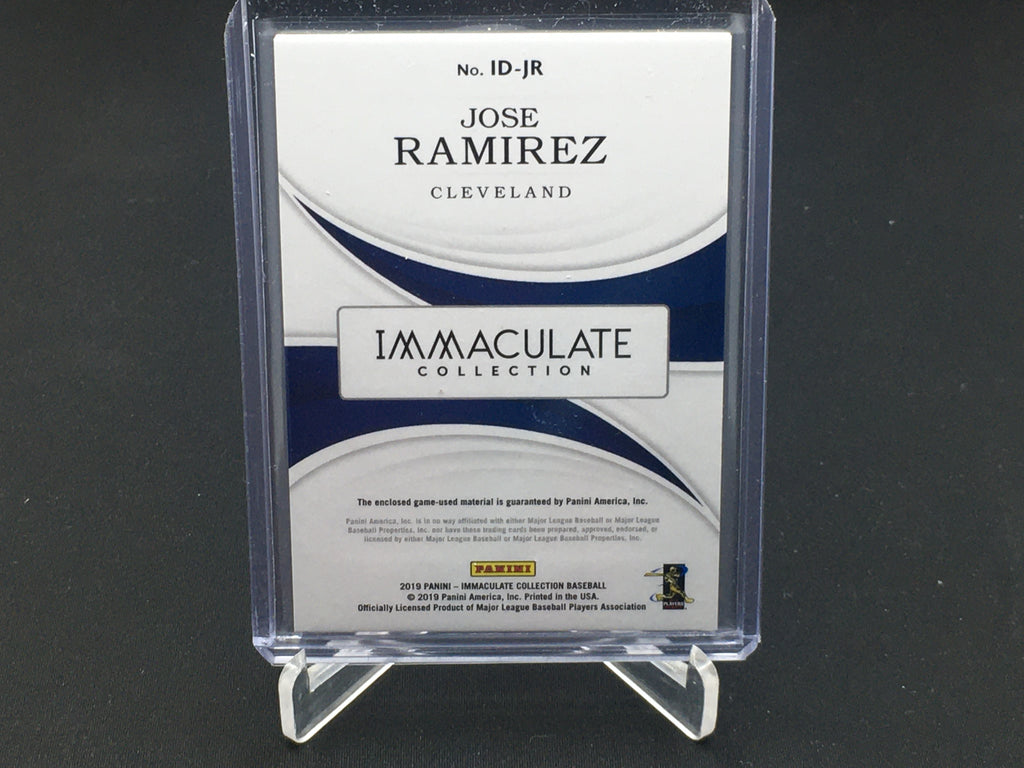 No. ID-JR
JOSE
RAMIREZ
CLEVELAND
IMMACULATE
COLLECTION
The enclosed game-used material is guaranteed by Panini America, Inc.
Panini America, Inc. is in no way affiliated with either Major League Baseball or Major League
Baseball Properties, Inc. nor have these trading cards been prepared, approved, endorsed, or
licensed by either Major League Baseball or Major League Baseball Properties, Inc.
PANINI
2019 PANINI – IMMACULATE COLLECTION BASEBALL
© 2019 Panini America, Inc. Printed in the USA.
Officially Licensed Product of Major League Baseball Players Association
PLAYERS